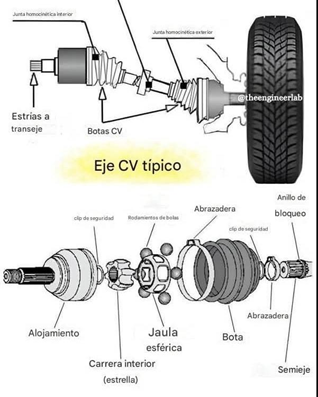 Junta homocinética interior
Junta homocinética exterior
@theengineerlab
Estrías a
transeje
Botas CV
Eje CV típico
Anillo de
bloqueo
Abrazadera
clip de seguridad
Rodamientos de bolas
clip de seguridad
Abrazadera
Alojamiento
Jaula
esférica
Bota
Semieje
Carrera interior
(estrella)